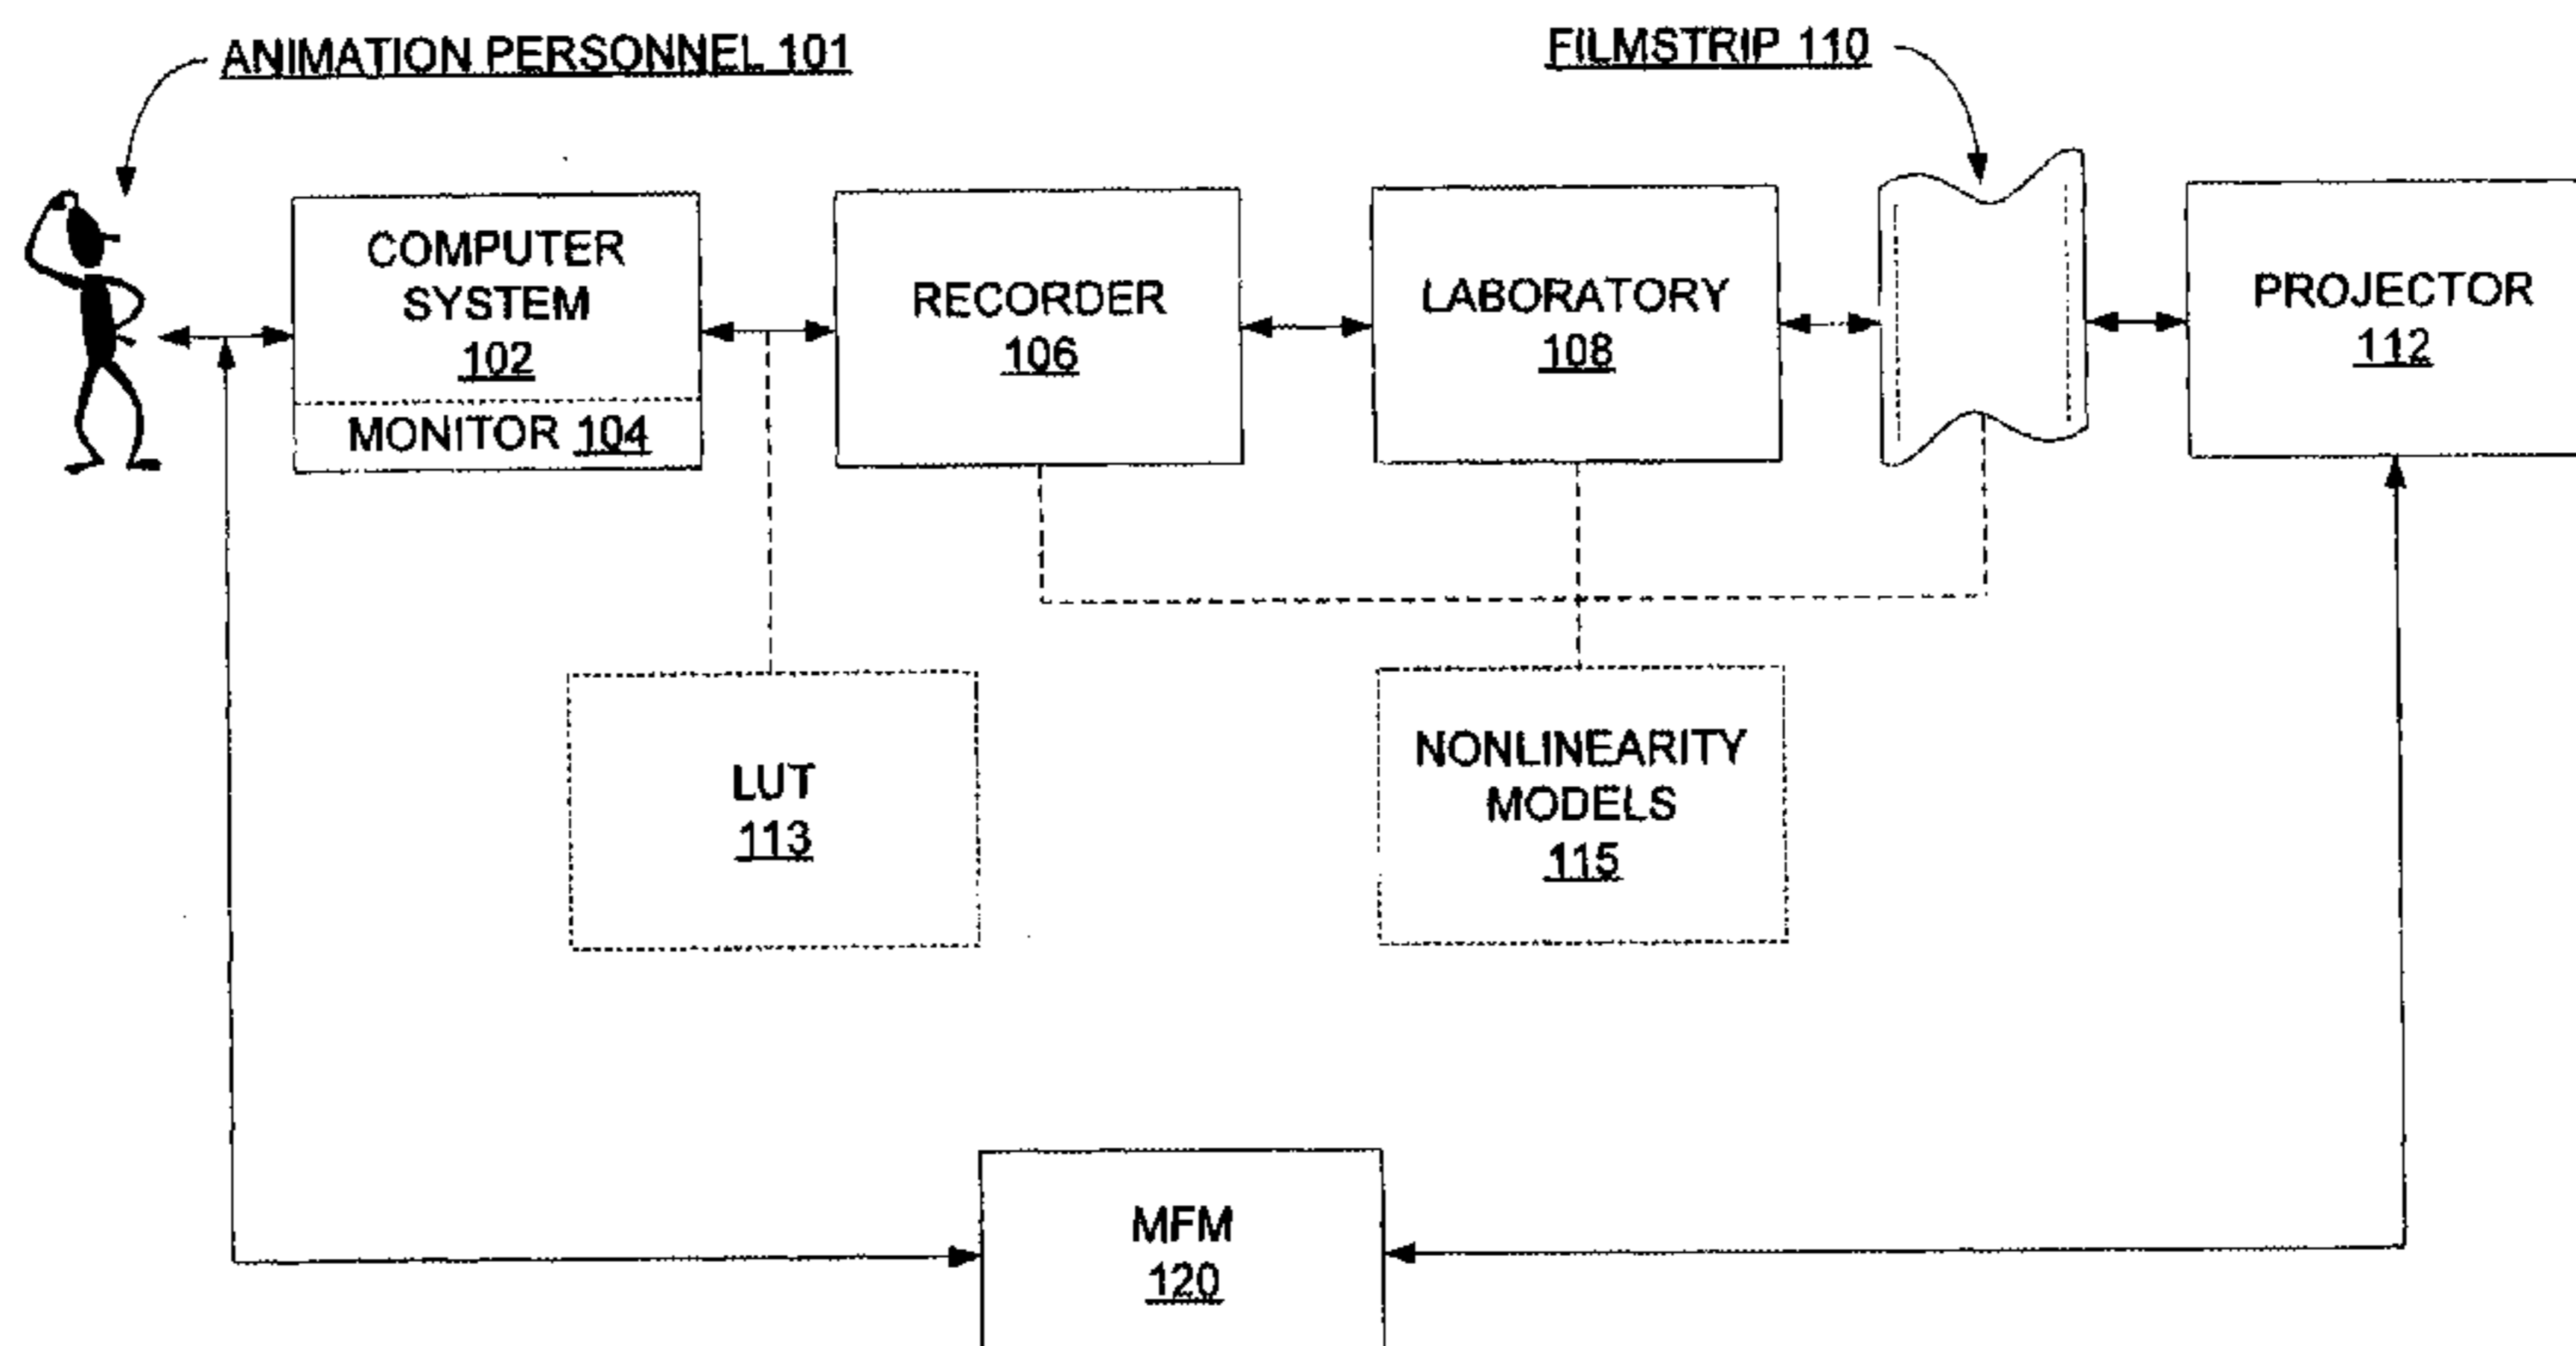 ANIMATION PERSONNEL 101
FILMSTRIP 110
COMPUTER
SYSTEM
102
MONITOR 104
RECORDER
106
LABORATORY
108
PROJECTOR
112
LUT
113
NONLINEARITY
MODELS
115
MFM
120